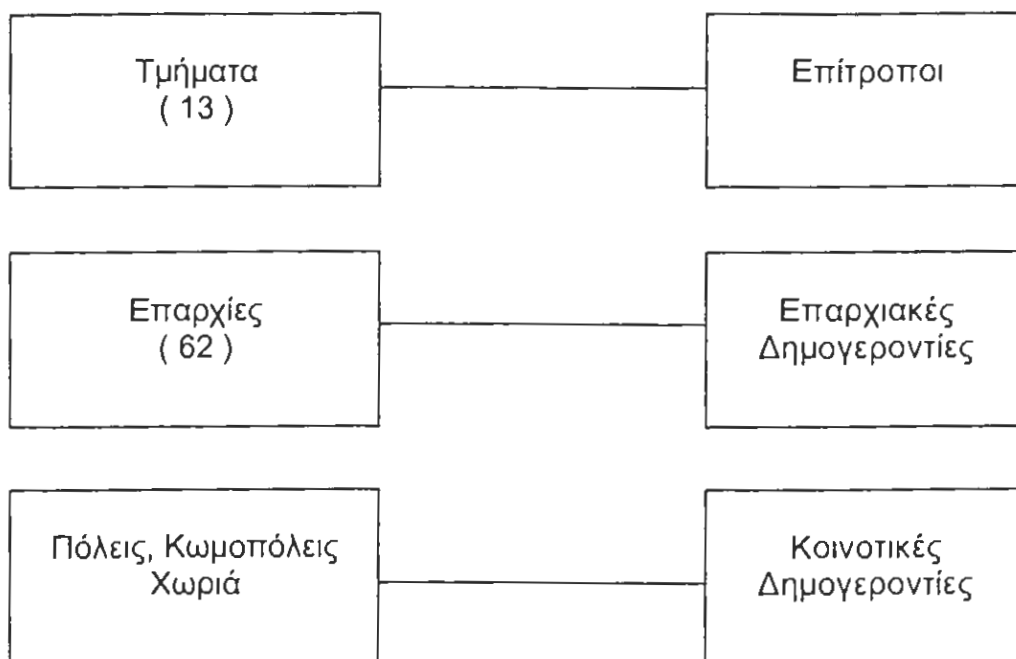 Τμήματα
( 13 )
Επίτροποι
Επαρχίες
( 62 )
Επαρχιακές
Δημογεροντίες
Πόλεις, Κωμοπόλεις
Χωριά
Κοινοτικές
Δημογεροντίες